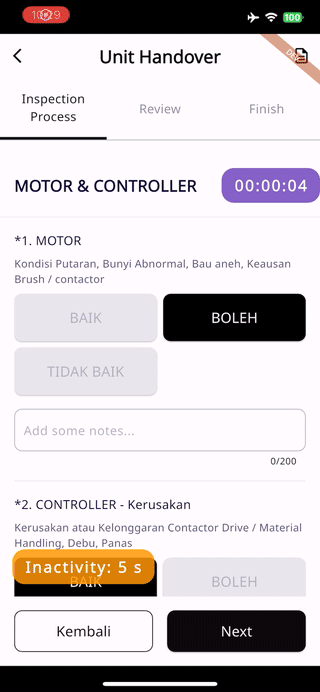 10:29
100
Unit Handover
DEV
Inspection
Process
Review
Finish
MOTOR & CONTROLLER
00:00:04
*1. MOTOR
Kondisi Putaran, Bunyi Abnormal, Bau aneh, Keausan
Brush / contactor
BAIK
BOLEH
TIDAK BAIK
Add some notes...
0/200
*2. CONTROLLER - Kerusakan
Kerusakan atau Kelonggaran Contactor Drive / Material
Handling, Debu, Panas
Inactivity: 5 s
BAIK
BOLEH
Kembali
Next